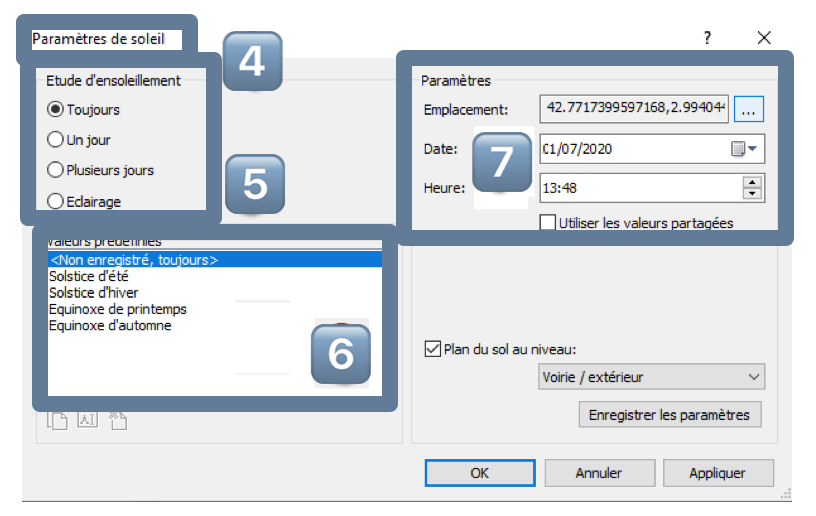 Paramètres de soleil
4
?
Etude d'ensoleillement
Toujours
Un jour
Plusieurs jours
Eclairage
5
Valeurs prédéfinies
<Non enregistré, toujours>
Solstice d'été
Solstice d'hiver
Equinoxe de printemps
Equinoxe d'automne
6
Paramètres
Emplacement: 42.7717399597168,2.994044 ...
Date: 01/07/2020
7
Heure: 13:48
Utiliser les valeurs partagées
Plan du sol au niveau:
Voirie / extérieur
Enregistrer les paramètres
OK Annuler Appliquer